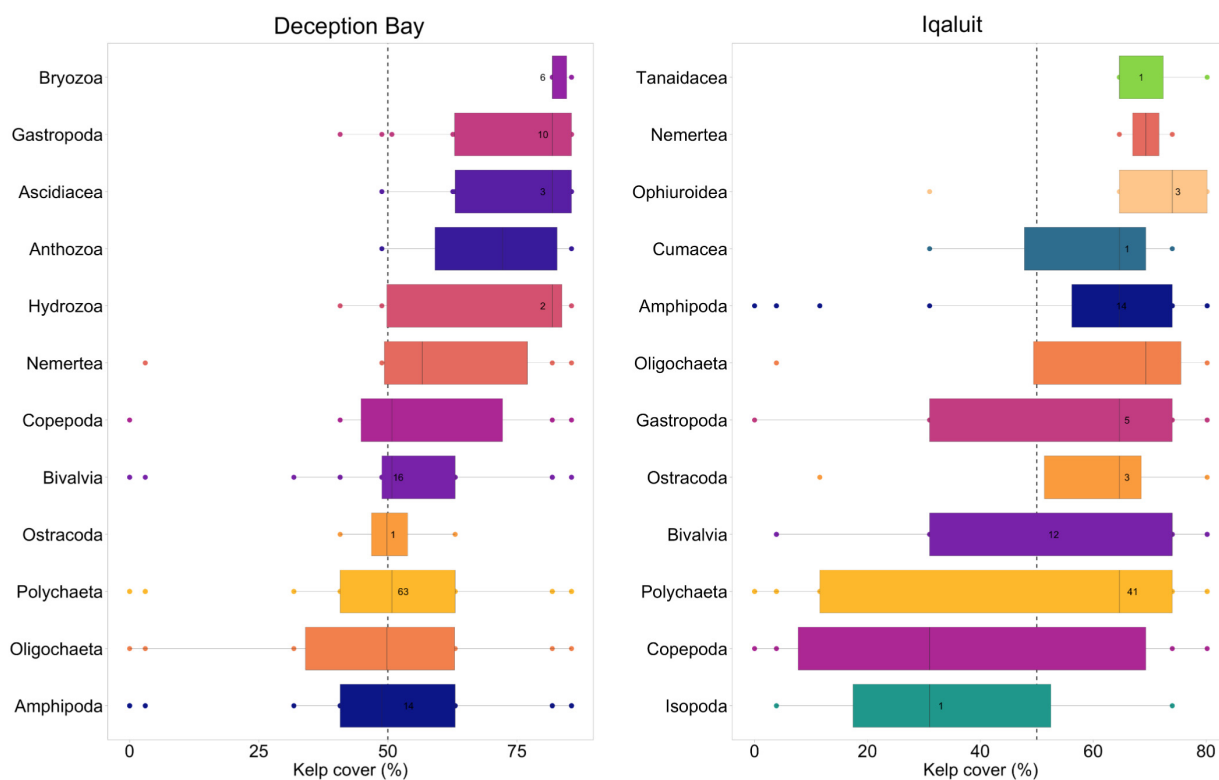 Deception Bay
Bryozoa
6
Gastropoda
10
Ascidiacea
3
Anthozoa
Hydrozoa
2
Nemertea
Copepoda
Bivalvia
16
Ostracoda
1
Polychaeta
63
Oligochaeta
Amphipoda
14
0 25 50 75
Kelp cover (%)
Iqaluit
Tanaidacea
1
Nemertea
Ophiuroidea
3
Cumacea
1
Amphipoda
14
Oligochaeta
Gastropoda
5
Ostracoda
3
Bivalvia
12
Polychaeta
41
Copepoda
Isopoda
1
0 20 40 60 80
Kelp cover (%)